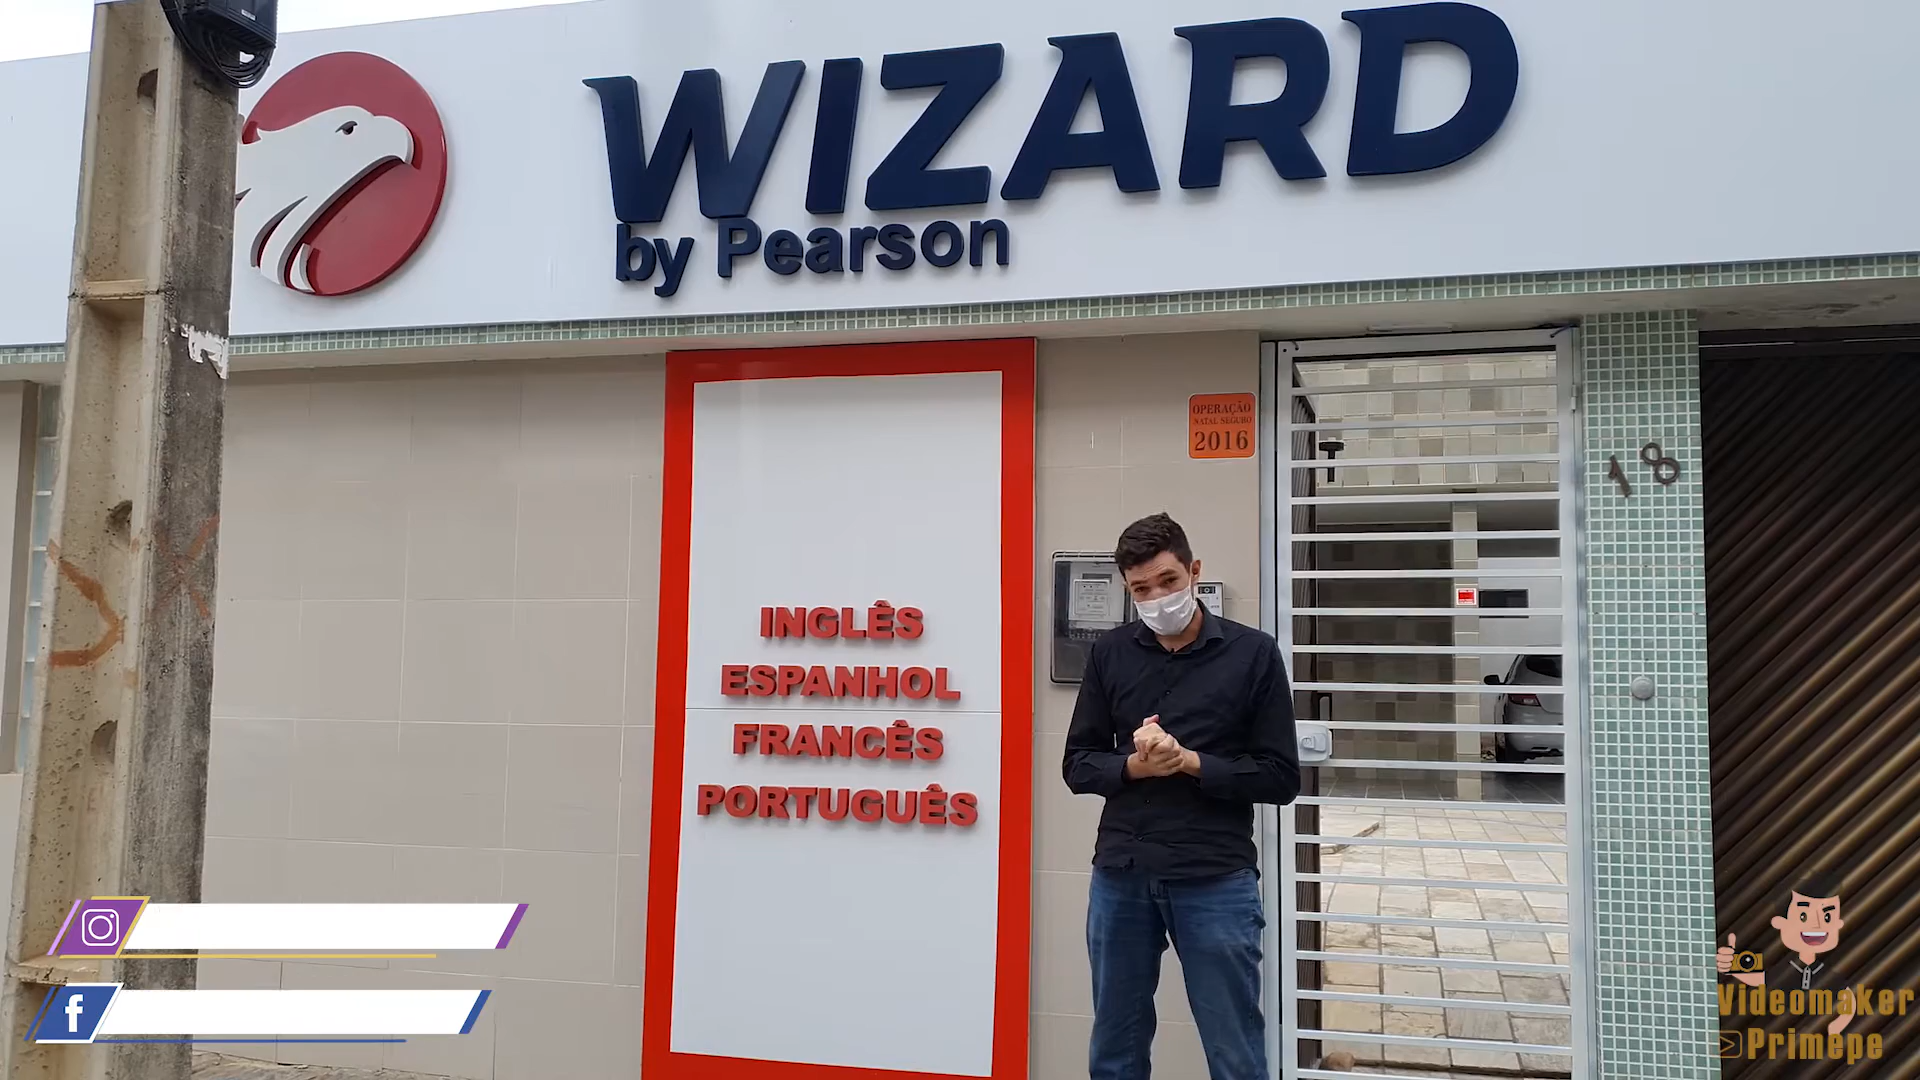 WIZARD
by Pearson
OPERAÇÃO
NATAL SEGURO
2016
18
INGLÊS
ESPANHOL
FRANCÊS
PORTUGUÊS
Videomaker
Primepe